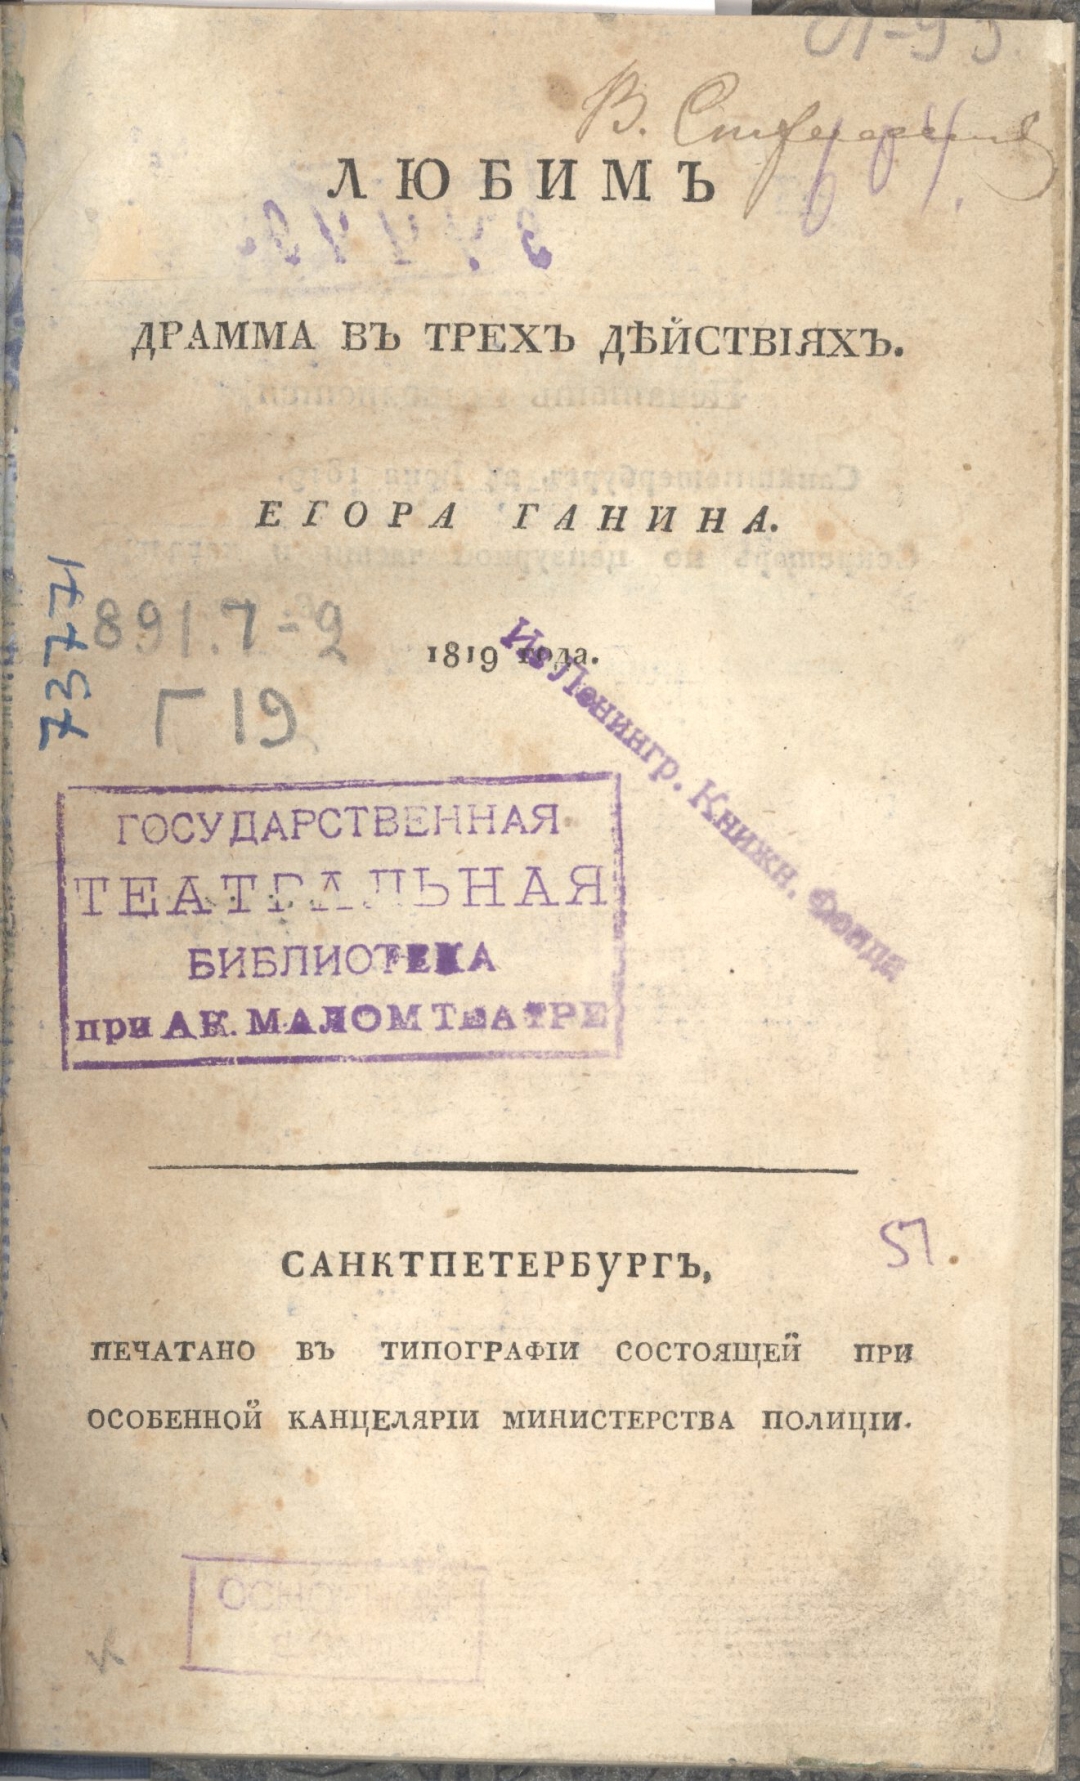 В.
ЛЮБИМЪ
ДРАММА ВЪ ТРЕХЪ ДѢЙСТВІЯХЪ.
ЕГОРА ГАНИНА.
73771
891.7-2
Г19
1819 года.
Из Ленингр. Книжн. Фонда
ГОСУДАРСТВЕННАЯ
ТЕАТРАЛЬНАЯ
БИБЛИОТЕКА
при АК. МАЛОМ ТЕАТРЕ
САНКТПЕТЕРБУРГЪ,
ПЕЧАТАНО ВЪ ТИПОГРАФІИ СОСТОЯЩЕЙ ПРИ
ОСОБЕННОЙ КАНЦЕЛЯРІИ МИНИСТЕРСТВА ПОЛИЦІИ.